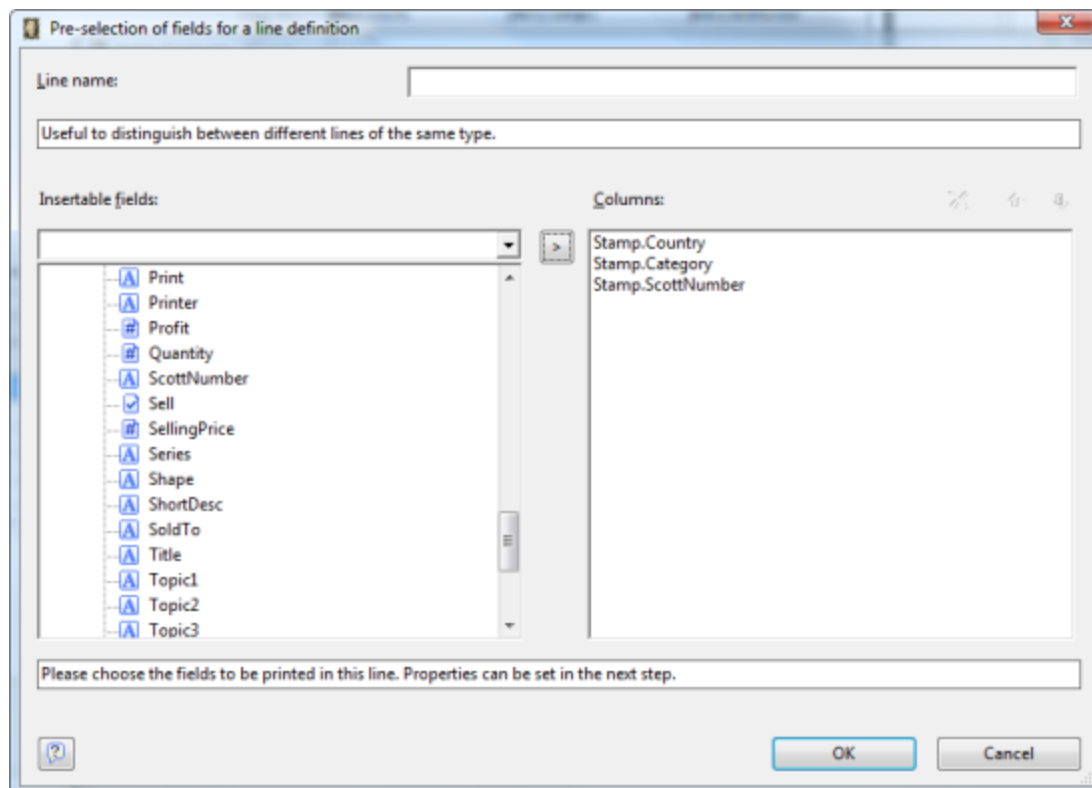 Pre-selection of fields for a line definition
Line name:
Useful to distinguish between different lines of the same type.
Insertable fields:
Columns:
>
Print
Printer
Profit
Quantity
ScottNumber
Sell
SellingPrice
Series
Shape
ShortDesc
SoldTo
Title
Topic1
Topic2
Topic3
Stamp.Country
Stamp.Category
Stamp.ScottNumber
Please choose the fields to be printed in this line. Properties can be set in the next step.
OK
Cancel